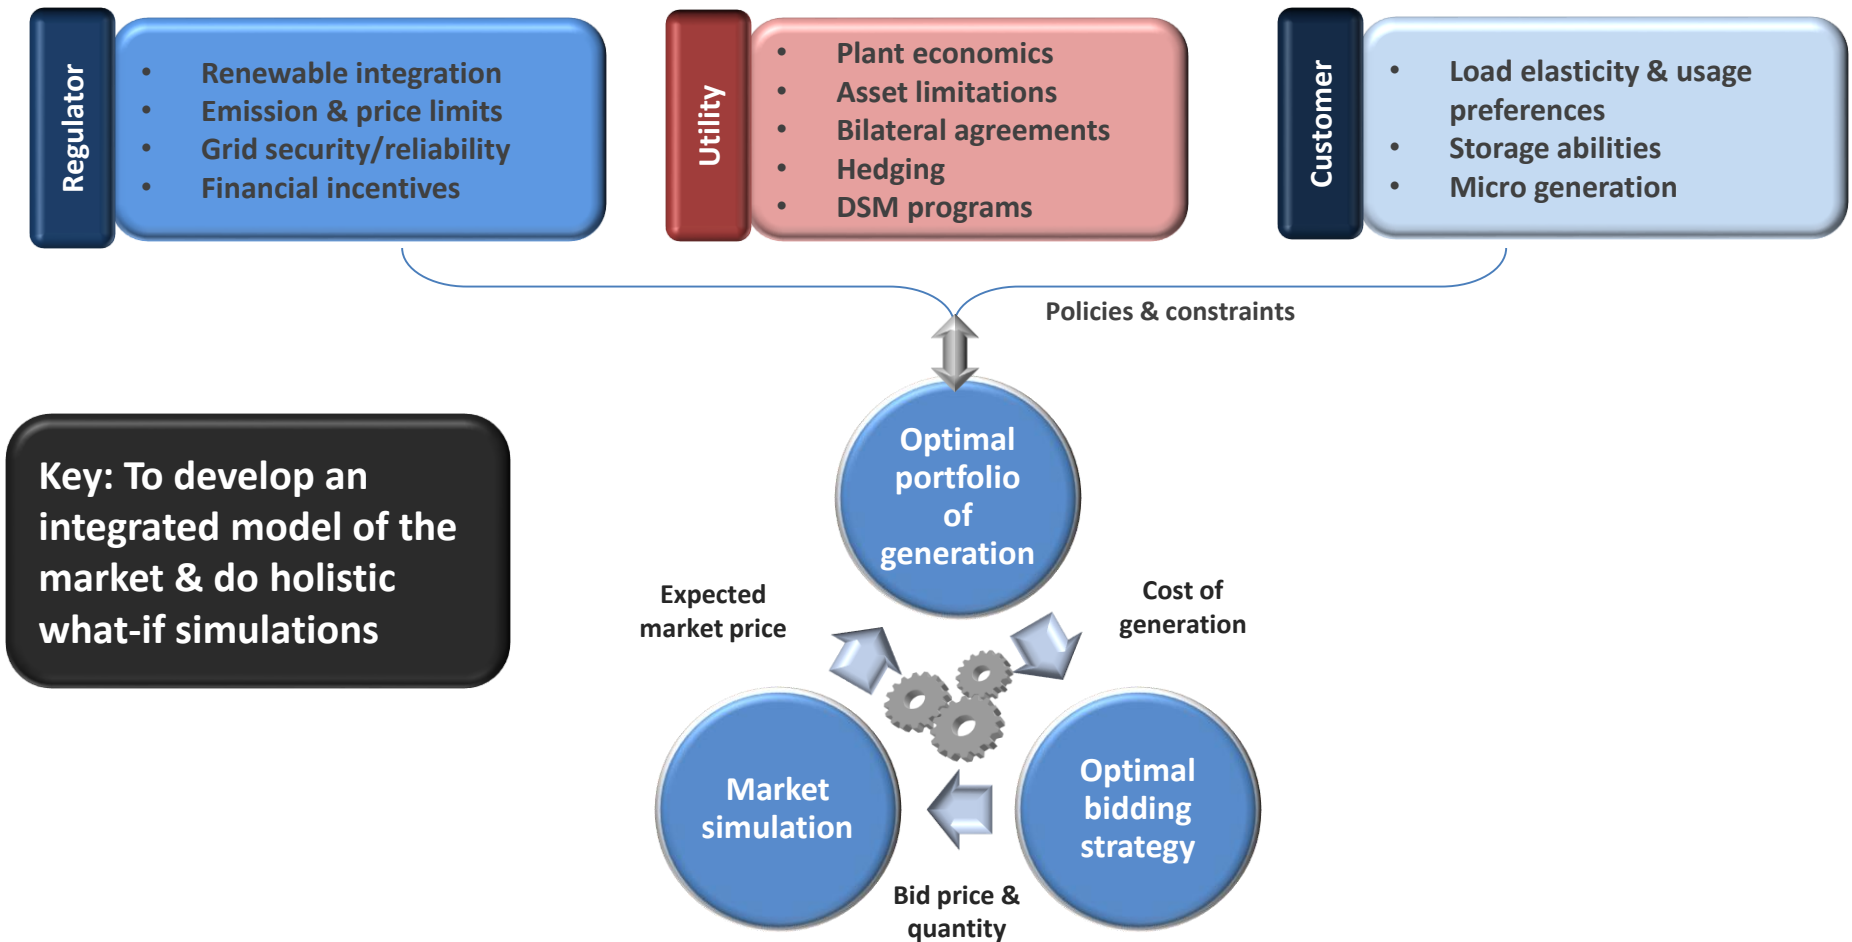 Regulator
• Renewable integration
• Emission & price limits
• Grid security/reliability
• Financial incentives
Utility
• Plant economics
• Asset limitations
• Bilateral agreements
• Hedging
• DSM programs
Customer
• Load elasticity & usage
preferences
• Storage abilities
• Micro generation
Policies & constraints
Key: To develop an
integrated model of the
market & do holistic
what-if simulations
Optimal
portfolio
of
generation
Expected
market price
Cost of
generation
Market
simulation
Optimal
bidding
strategy
Bid price &
quantity